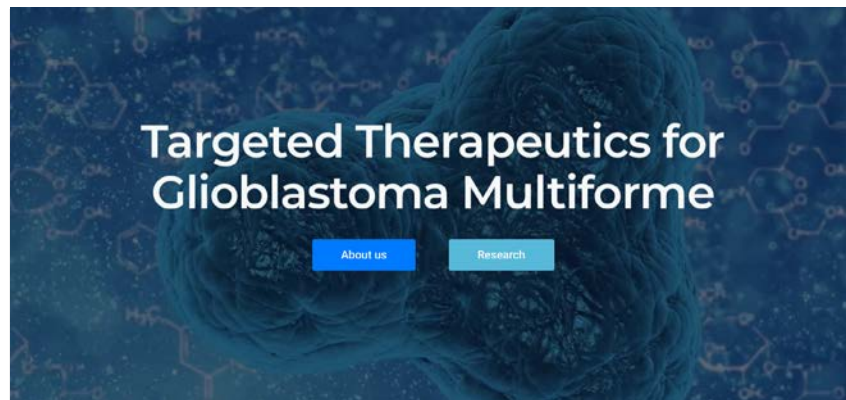 Targeted Therapeutics for
Glioblastoma Multiforme
About us
Research